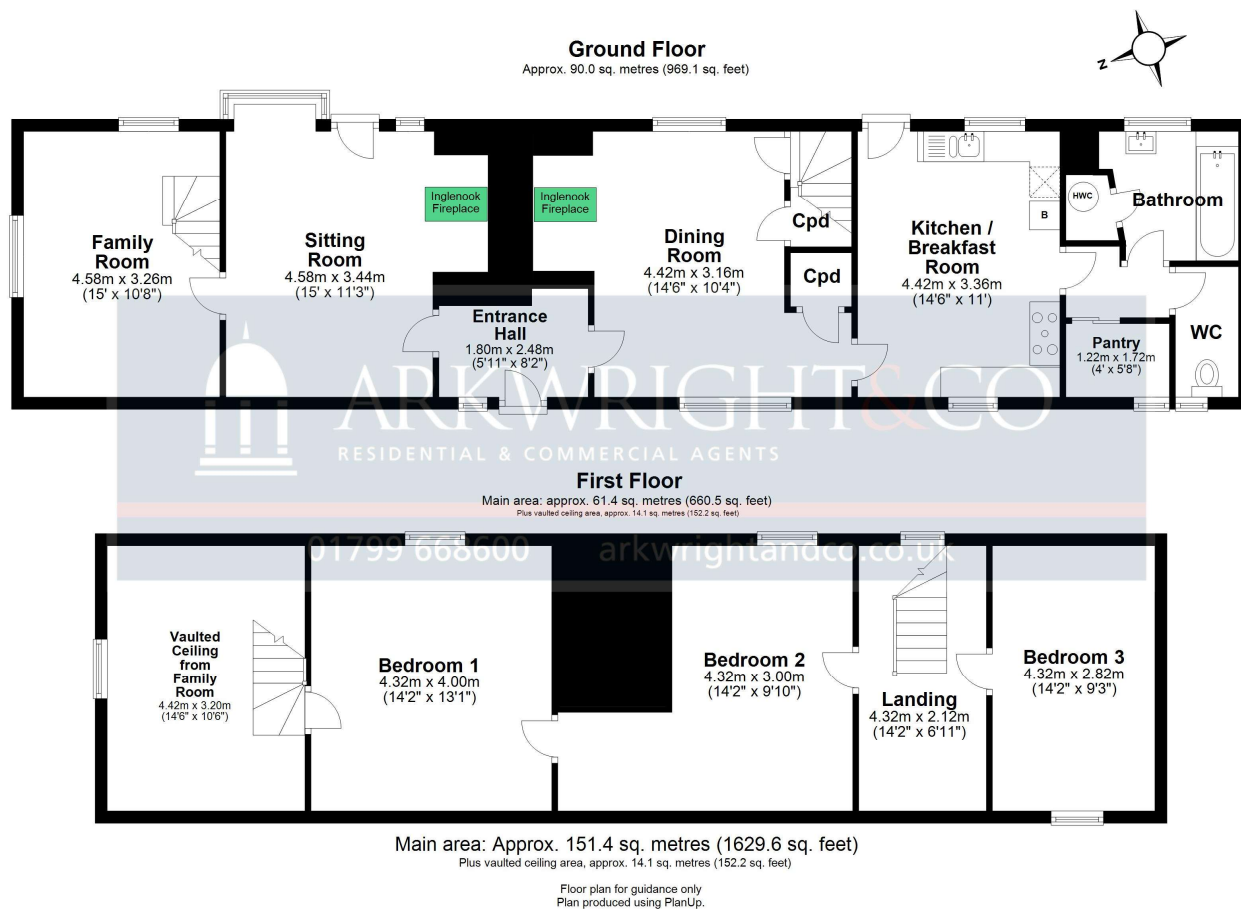 Ground Floor
Approx. 90.0 sq. metres (969.1 sq. feet)
N
Family
Room
4.58m x 3.26m
(15' x 10'8")
Sitting
Room
4.58m x 3.44m
(15' x 11'3")
Inglenook
Fireplace
Inglenook
Fireplace
Entrance
Hall
1.80m x 2.48m
(5'11" x 8'2")
Dining
Room
4.42m x 3.16m
(14'6" x 10'4")
Cpd
Cpd
Kitchen /
Breakfast
Room
4.42m x 3.36m
(14'6" x 11')
B
HWC
Bathroom
Pantry
1.22m x 1.72m
(4' x 5'8")
WC
ARKWRIGHT&CO
RESIDENTIAL & COMMERCIAL AGENTS
First Floor
Main area: approx. 61.4 sq. metres (660.5 sq. feet)
Plus vaulted ceiling area, approx. 14.1 sq. metres (152.2 sq. feet)
01799 668600 arkwrightandco.co.uk
Vaulted
Ceiling
from
Family
Room
4.42m x 3.20m
(14'6" x 10'6")
Bedroom 1
4.32m x 4.00m
(14'2" x 13'1")
Bedroom 2
4.32m x 3.00m
(14'2" x 9'10")
Landing
4.32m x 2.12m
(14'2" x 6'11")
Bedroom 3
4.32m x 2.82m
(14'2" x 9'3")
Main area: Approx. 151.4 sq. metres (1629.6 sq. feet)
Plus vaulted ceiling area, approx. 14.1 sq. metres (152.2 sq. feet)
Floor plan for guidance only
Plan produced using PlanUp.